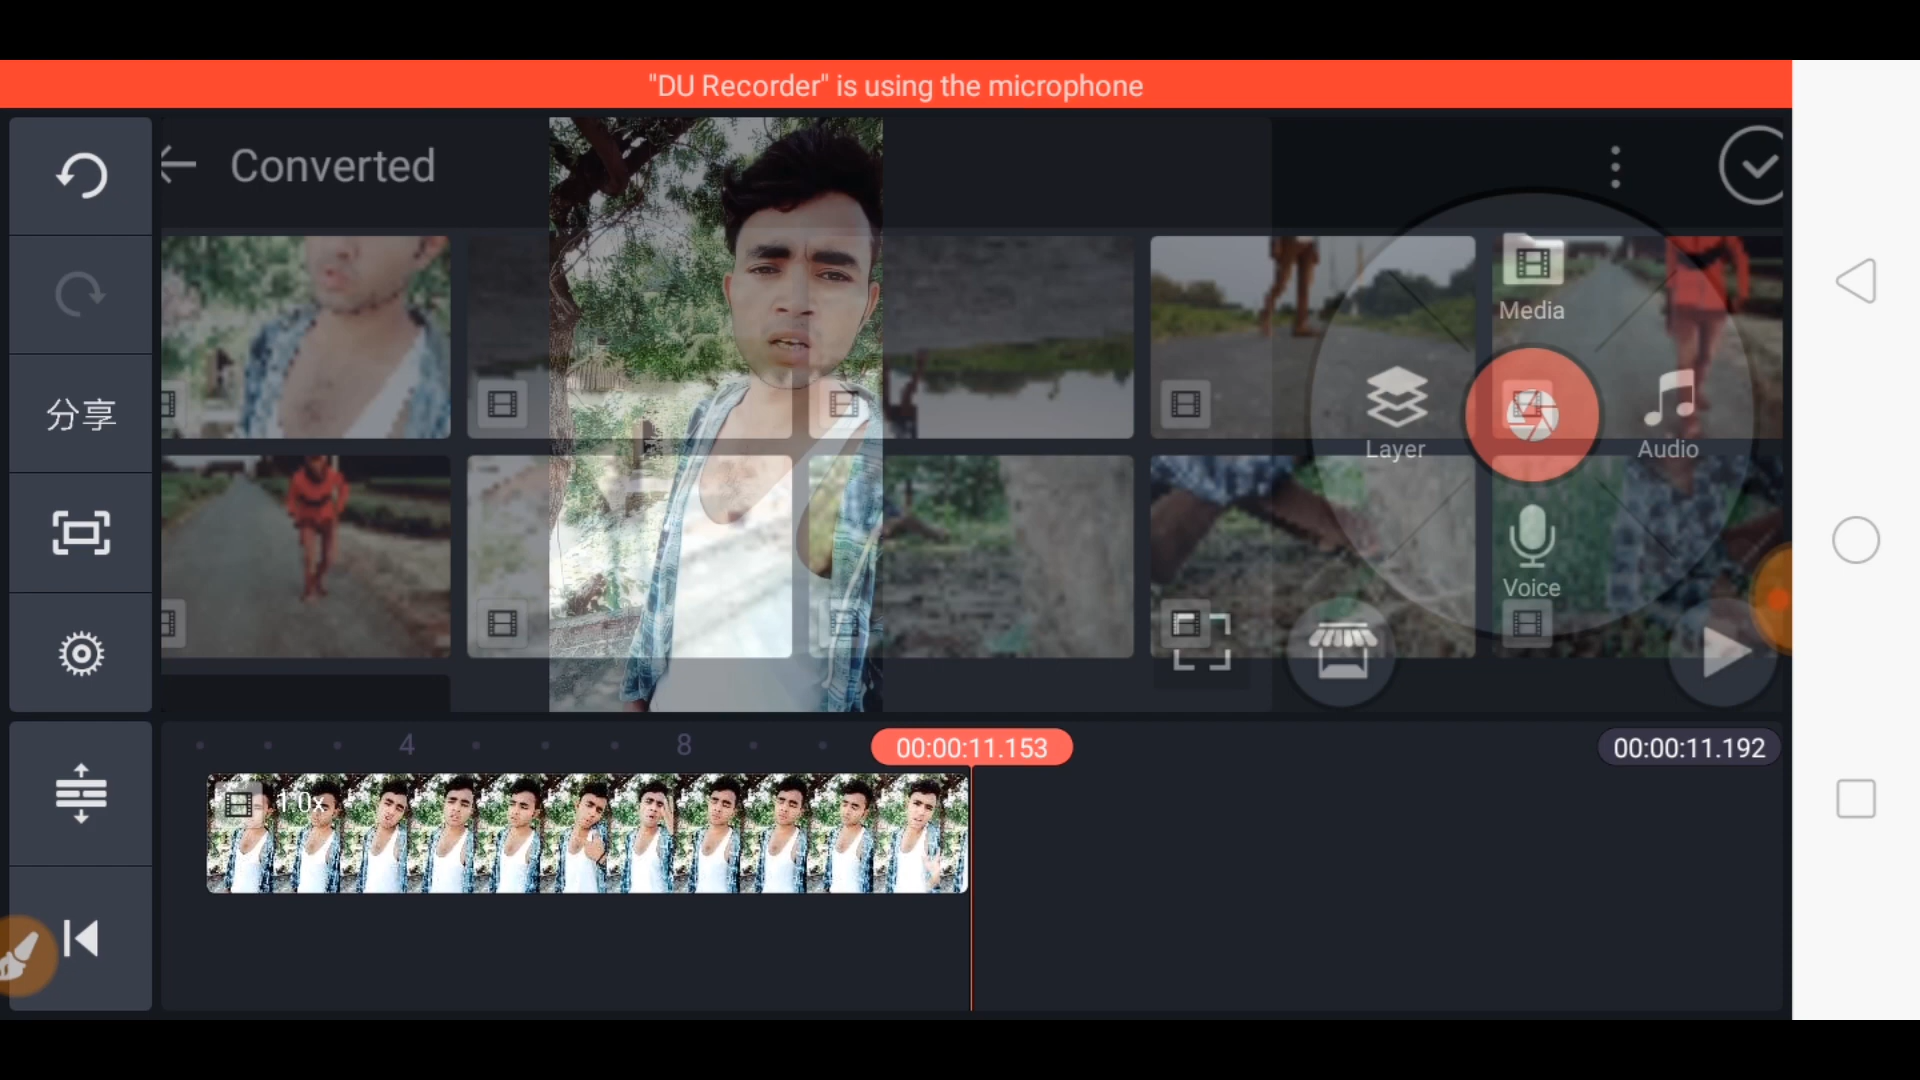 "DU Recorder" is using the microphone
Converted
Media
分享
Layer
Audio
Voice
4
8
00:00:11.153
00:00:11.192
1.0x